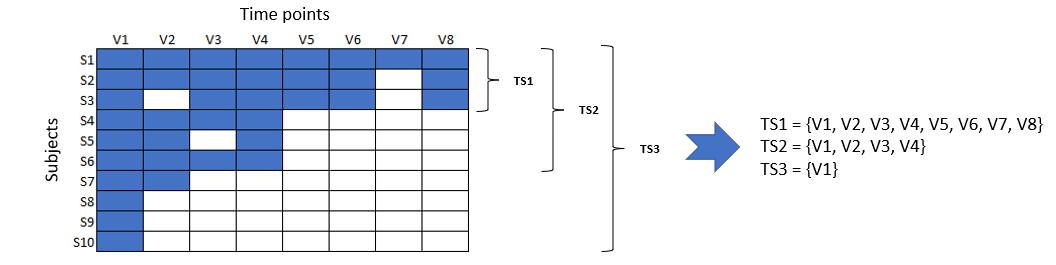 Time points
V1 V2 V3 V4 V5 V6 V7 V8
Subjects
S1
S2
S3
S4
S5
S6
S7
S8
S9
S10
TS1
TS2
TS3
TS1 = {V1, V2, V3, V4, V5, V6, V7, V8}
TS2 = {V1, V2, V3, V4}
TS3 = {V1}